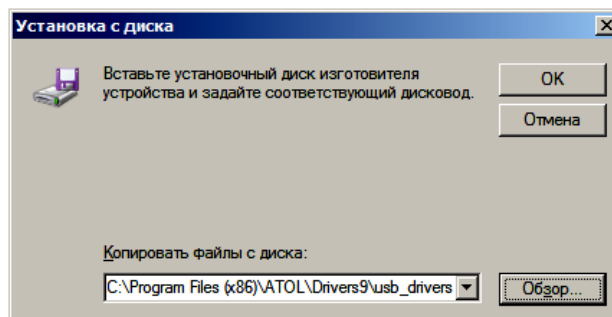 Установка с диска
Вставьте установочный диск изготовителя
устройства и задайте соответствующий дисковод.
OK
Отмена
Копировать файлы с диска:
C:\Program Files (x86)\ATOL\Drivers9\usb_drivers
Обзор...